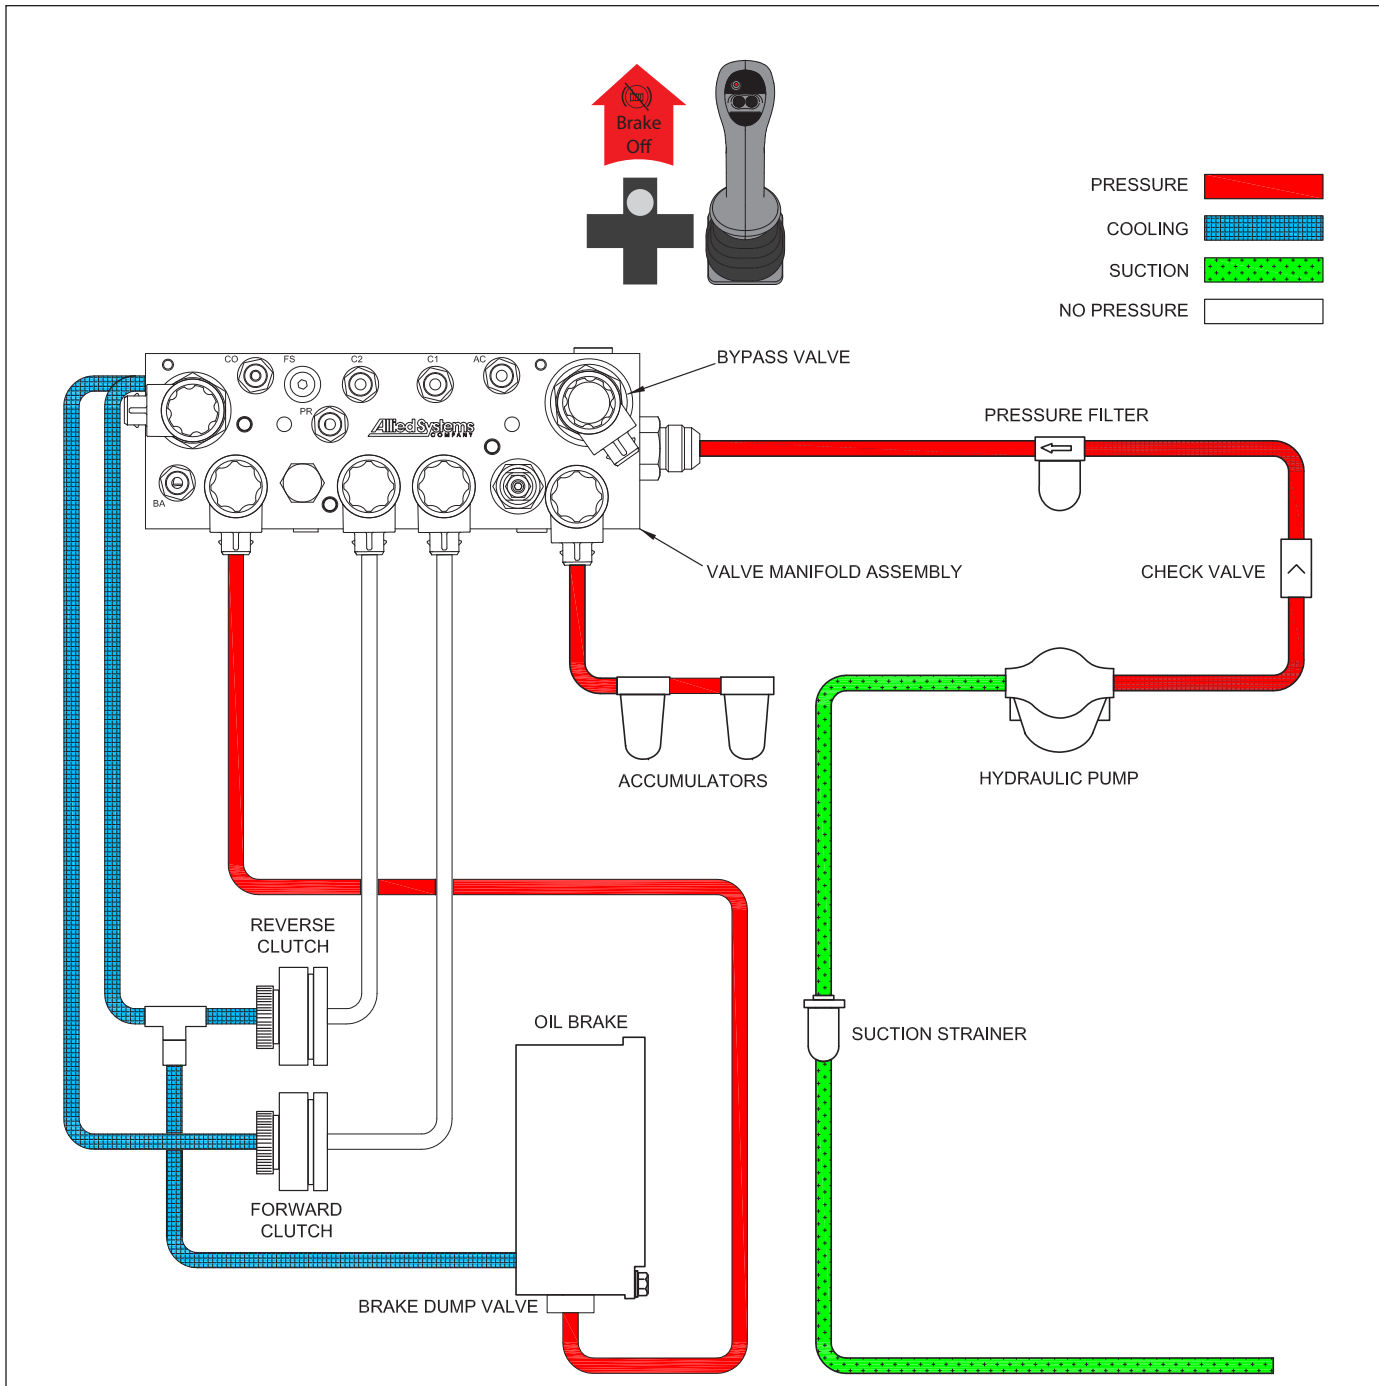 Brake
Off
PRESSURE
COOLING
SUCTION
NO PRESSURE
CO
FS
C2
C1
AC
PR
BA
Allied Systems
COMPANY
BYPASS VALVE
PRESSURE FILTER
VALVE MANIFOLD ASSEMBLY
CHECK VALVE
ACCUMULATORS
HYDRAULIC PUMP
REVERSE
CLUTCH
OIL BRAKE
SUCTION STRAINER
FORWARD
CLUTCH
BRAKE DUMP VALVE